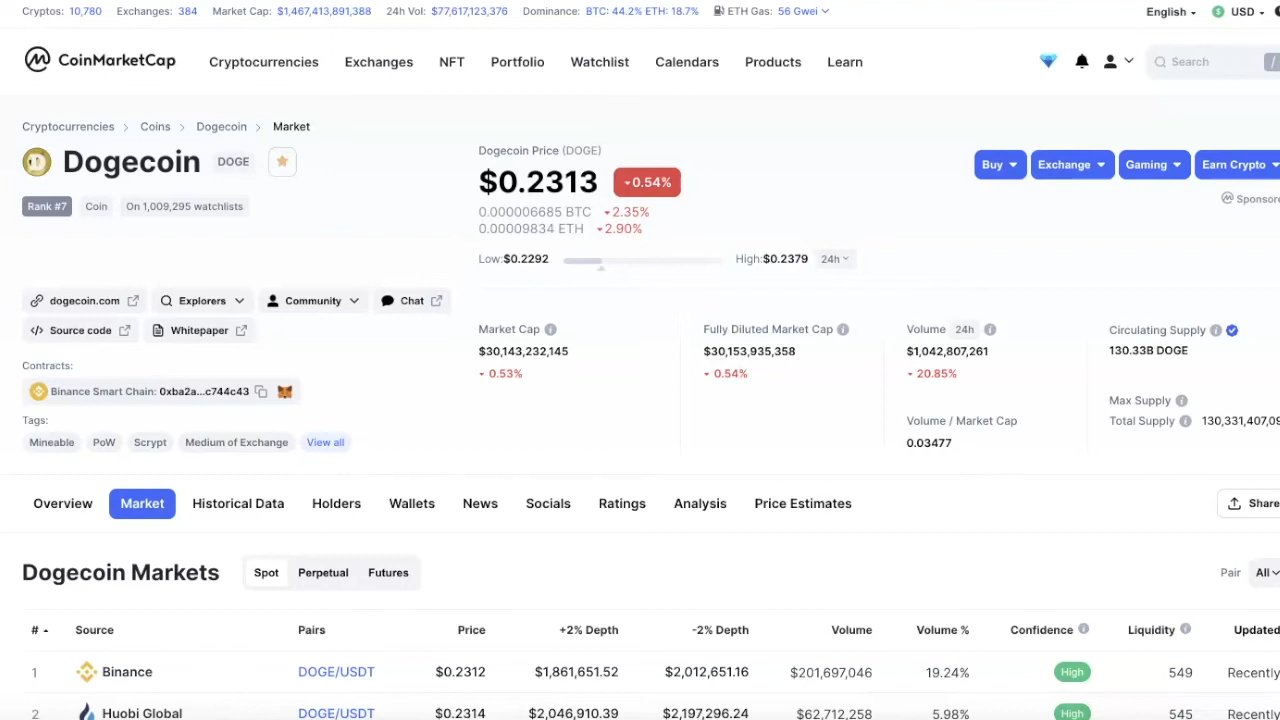 Cryptos: 10,780 Exchanges: 384 Market Cap: $1,467,413,891,388 24h Vol: $77,617,123,376 Dominance: BTC: 44.2% ETH: 18.7% ETH Gas: 56 Gwei English USD
CoinMarketCap Cryptocurrencies Exchanges NFT Portfolio Watchlist Calendars Products Learn Search /
Cryptocurrencies Coins Dogecoin Market
Dogecoin DOGE
Rank #7 Coin On 1,009,295 watchlists
dogecoin.com Explorers Community Chat
Source code Whitepaper
Contracts:
Binance Smart Chain: 0xba2a...c744c43
Tags:
Mineable PoW Scrypt Medium of Exchange View all
Dogecoin Price (DOGE)
$0.2313 0.54%
0.000006685 BTC 2.35%
0.00009834 ETH 2.90%
Low:$0.2292 High:$0.2379 24h
Buy Exchange Gaming Earn Crypto
Sponsore
Market Cap
$30,143,232,145
0.53%
Fully Diluted Market Cap
$30,153,935,358
0.54%
Volume 24h
$1,042,807,261
20.85%
Volume / Market Cap
0.03477
Circulating Supply
130.33B DOGE
Max Supply
Total Supply 130,331,407,09
Overview Market Historical Data Holders Wallets News Socials Ratings Analysis Price Estimates Share
Dogecoin Markets Spot Perpetual Futures Pair All
# Source Pairs Price +2% Depth -2% Depth Volume Volume % Confidence Liquidity Updated
1 Binance DOGE/USDT $0.2312 $1,861,651.52 $2,012,651.16 $201,697,046 19.24% High 549 Recently
2 Huobi Global DOGE/USDT $0.2314 $2,046,910.39 $2,197,296.24 $62,712,258 5.98% High 545 Recently